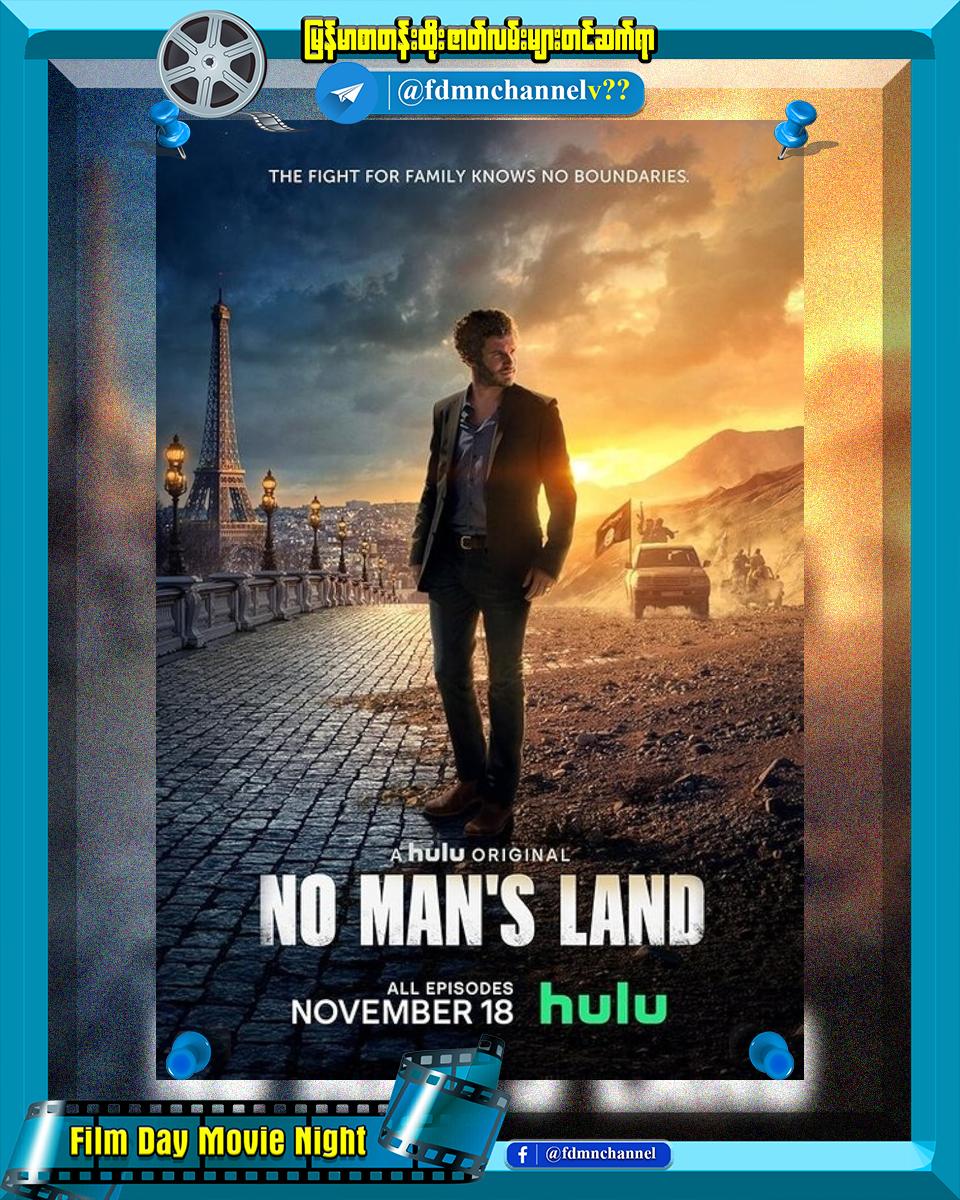 မြန်မာစာတန်းထိုးဇာတ်လမ်းများတင်ဆက်ရာ
@fdmnchannelv??
THE FIGHT FOR FAMILY KNOWS NO BOUNDARIES.
A hulu ORIGINAL
NO MAN'S LAND
ALL EPISODES
NOVEMBER 18 hulu
Film Day Movie Night
f @fdmnchannel